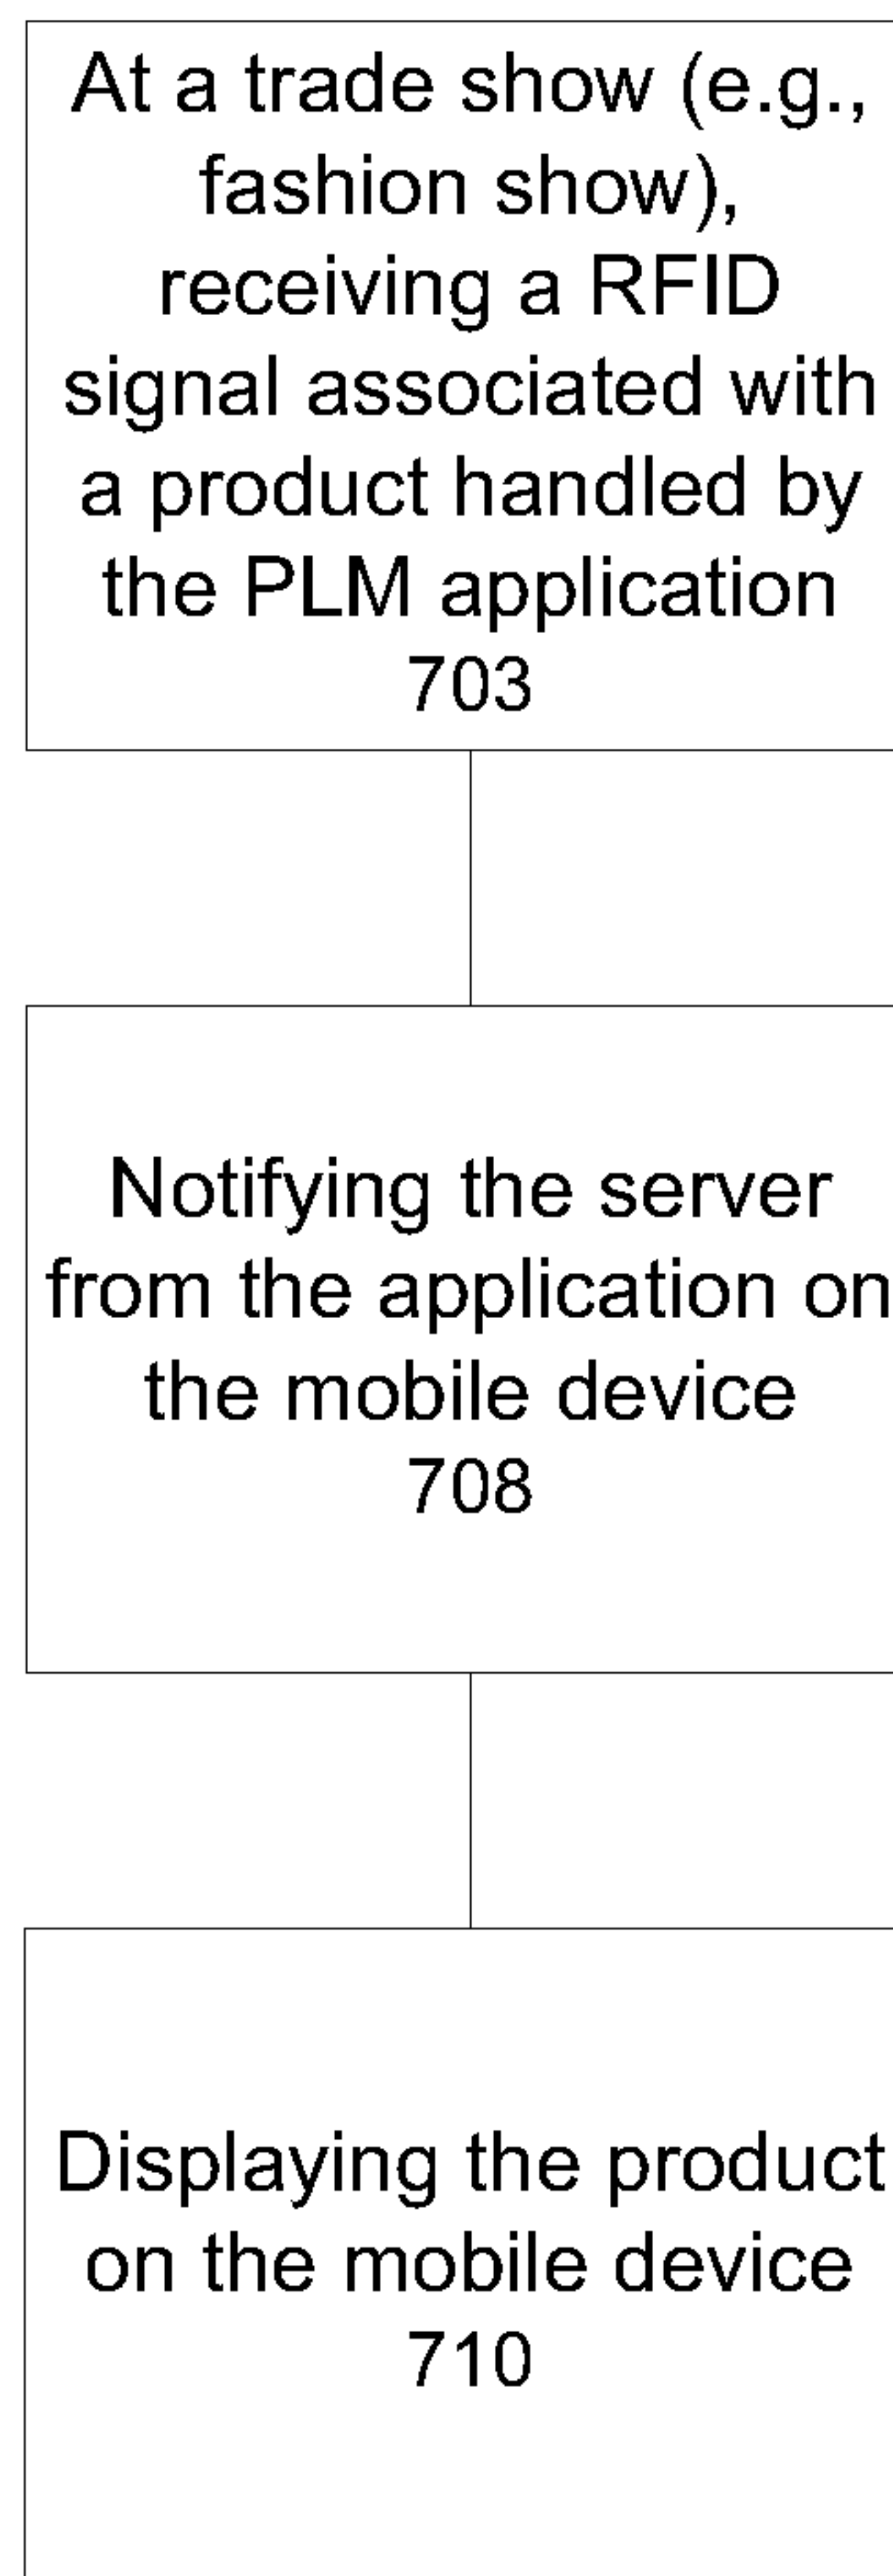 At a trade show (e.g.,
fashion show),
receiving a RFID
signal associated with
a product handled by
the PLM application
703
Notifying the server
from the application on
the mobile device
708
Displaying the product
on the mobile device
710